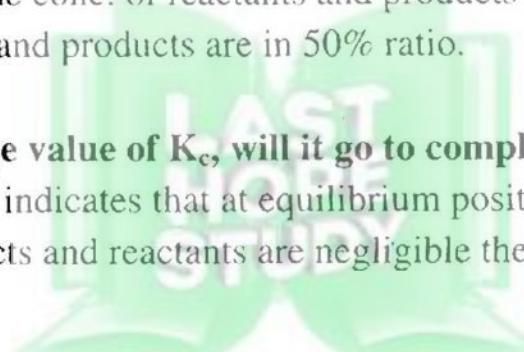 and products are in 50% ratio.
e value of Kc, will it go to compl
indicates that at equilibrium posit
cts and reactants are negligible the
LAST
HOPE
STUDY